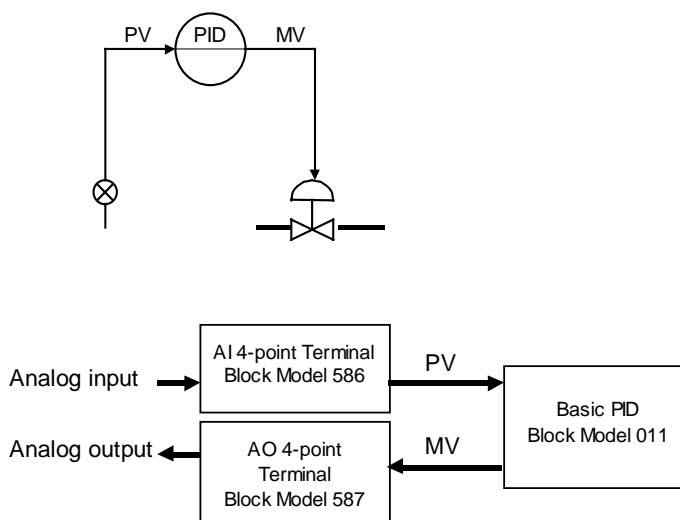 PV
PID
MV
AI 4-point Terminal
Block Model 586
Analog input
PV
Basic PID
Block Model 011
Analog output
AO 4-point
Terminal
Block Model 587
MV